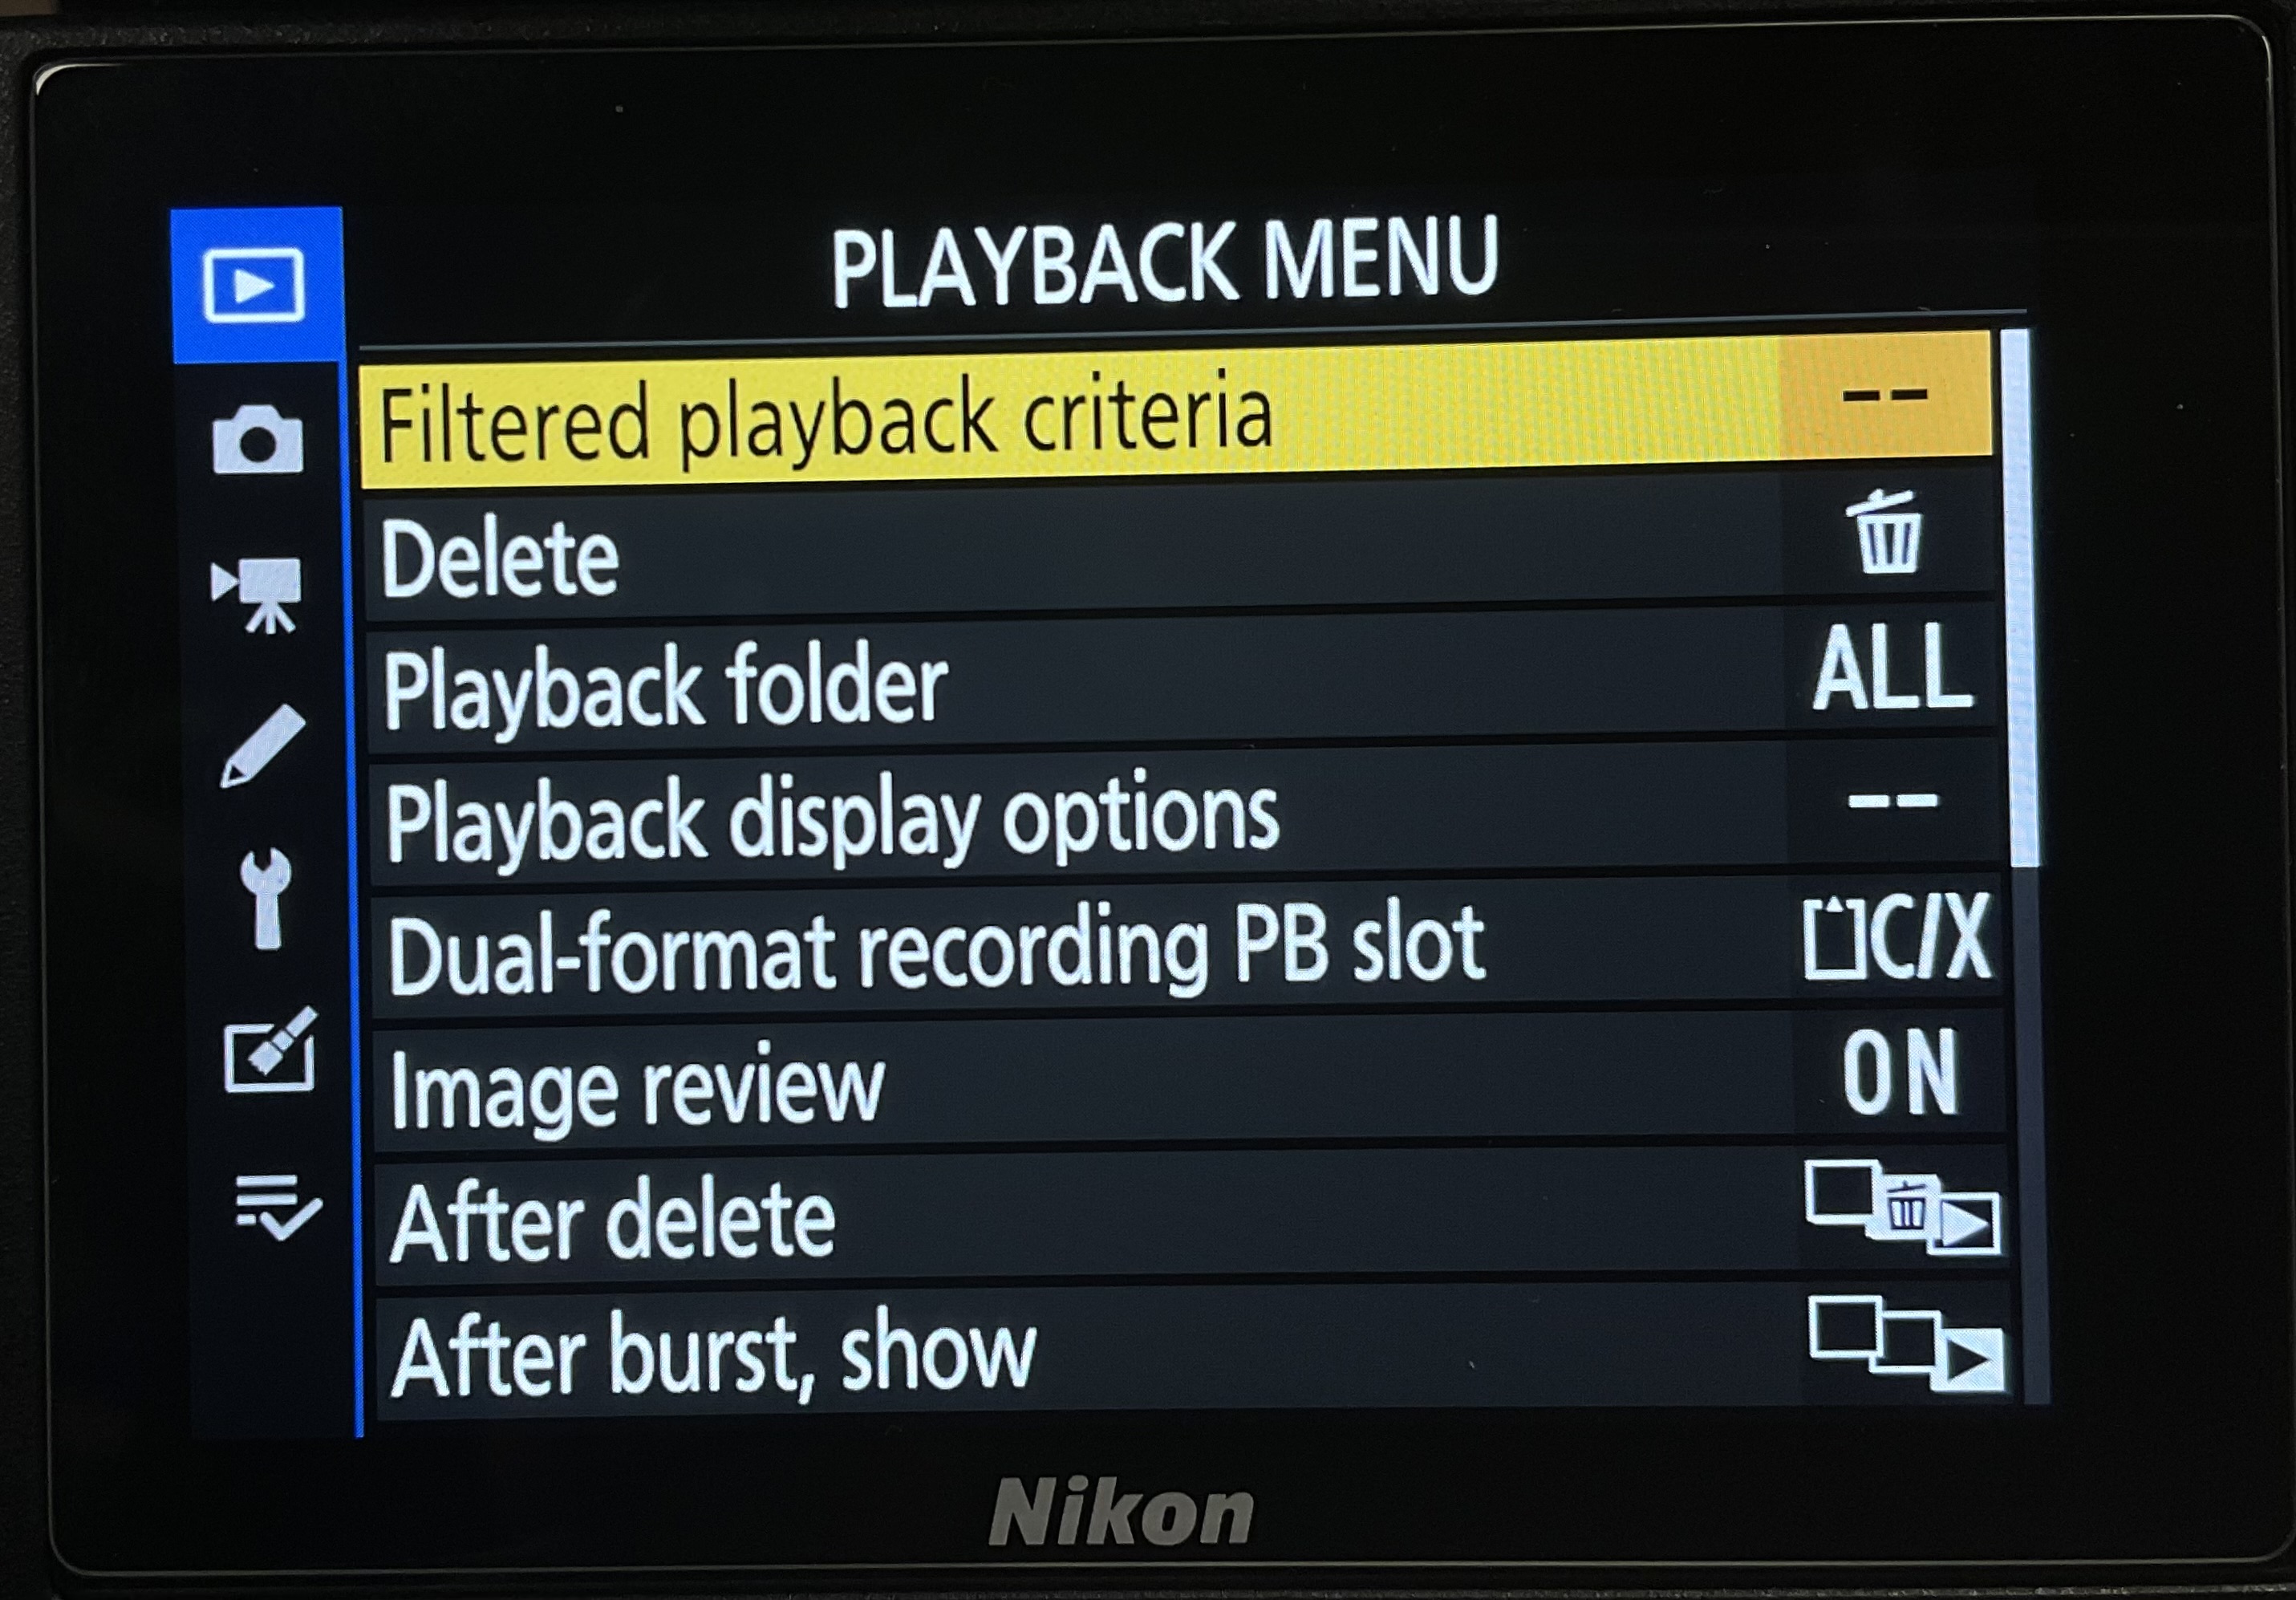 PLAYBACK MENU
Filtered playback criteria --
Delete
Playback folder ALL
Playback display options --
Dual-format recording PB slot C/X
Image review ON
After delete
After burst, show
Nikon